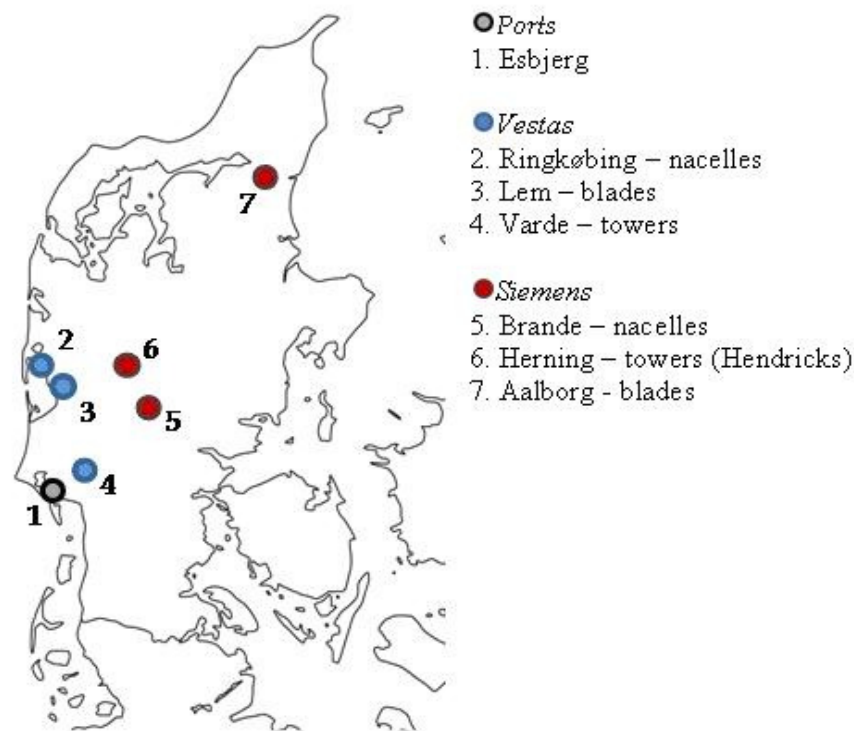 Ports
1. Esbjerg
Vestas
2. Ringkøbing – nacelles
3. Lem – blades
4. Varde – towers
Siemens
5. Brande – nacelles
6. Herning – towers (Hendricks)
7. Aalborg - blades
7
2
6
3
5
4
1